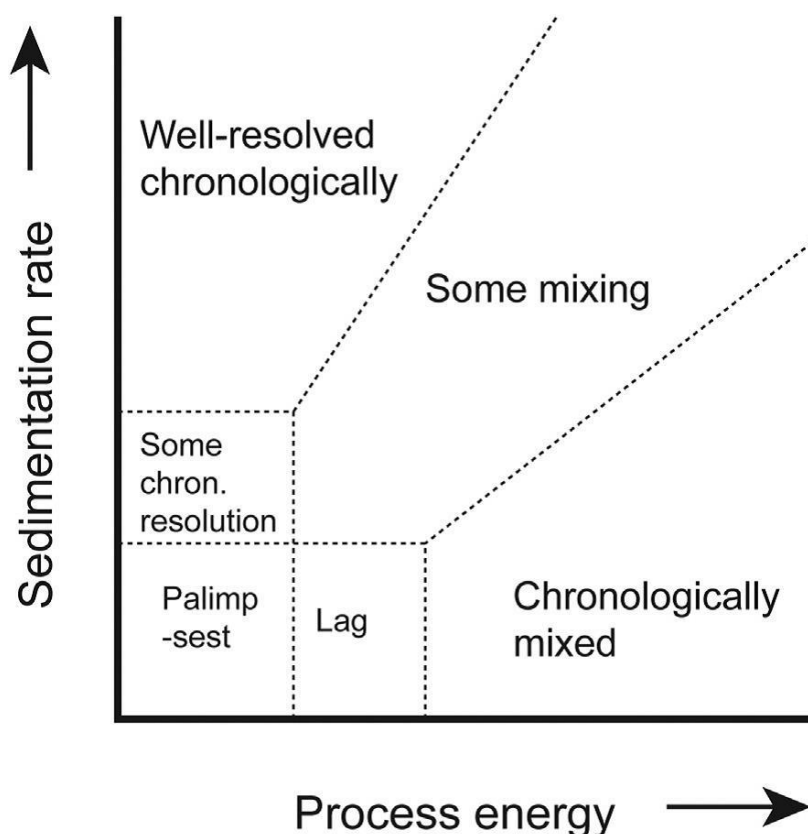 Sedimentation rate
Well-resolved
chronologically
Some mixing
Some
chron.
resolution
Palimp
-sest
Lag
Chronologically
mixed
Process energy